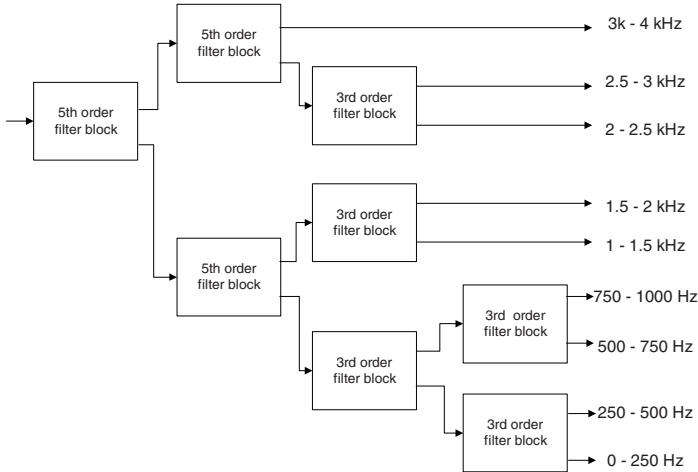 5th order
filter block
3k - 4 kHz
5th order
filter block
3rd order
filter block
2.5 - 3 kHz
2 - 2.5 kHz
3rd order
filter block
1.5 - 2 kHz
1 - 1.5 kHz
5th order
filter block
3rd order
filter block
750 - 1000 Hz
500 - 750 Hz
3rd order
filter block
3rd order
filter block
250 - 500 Hz
0 - 250 Hz